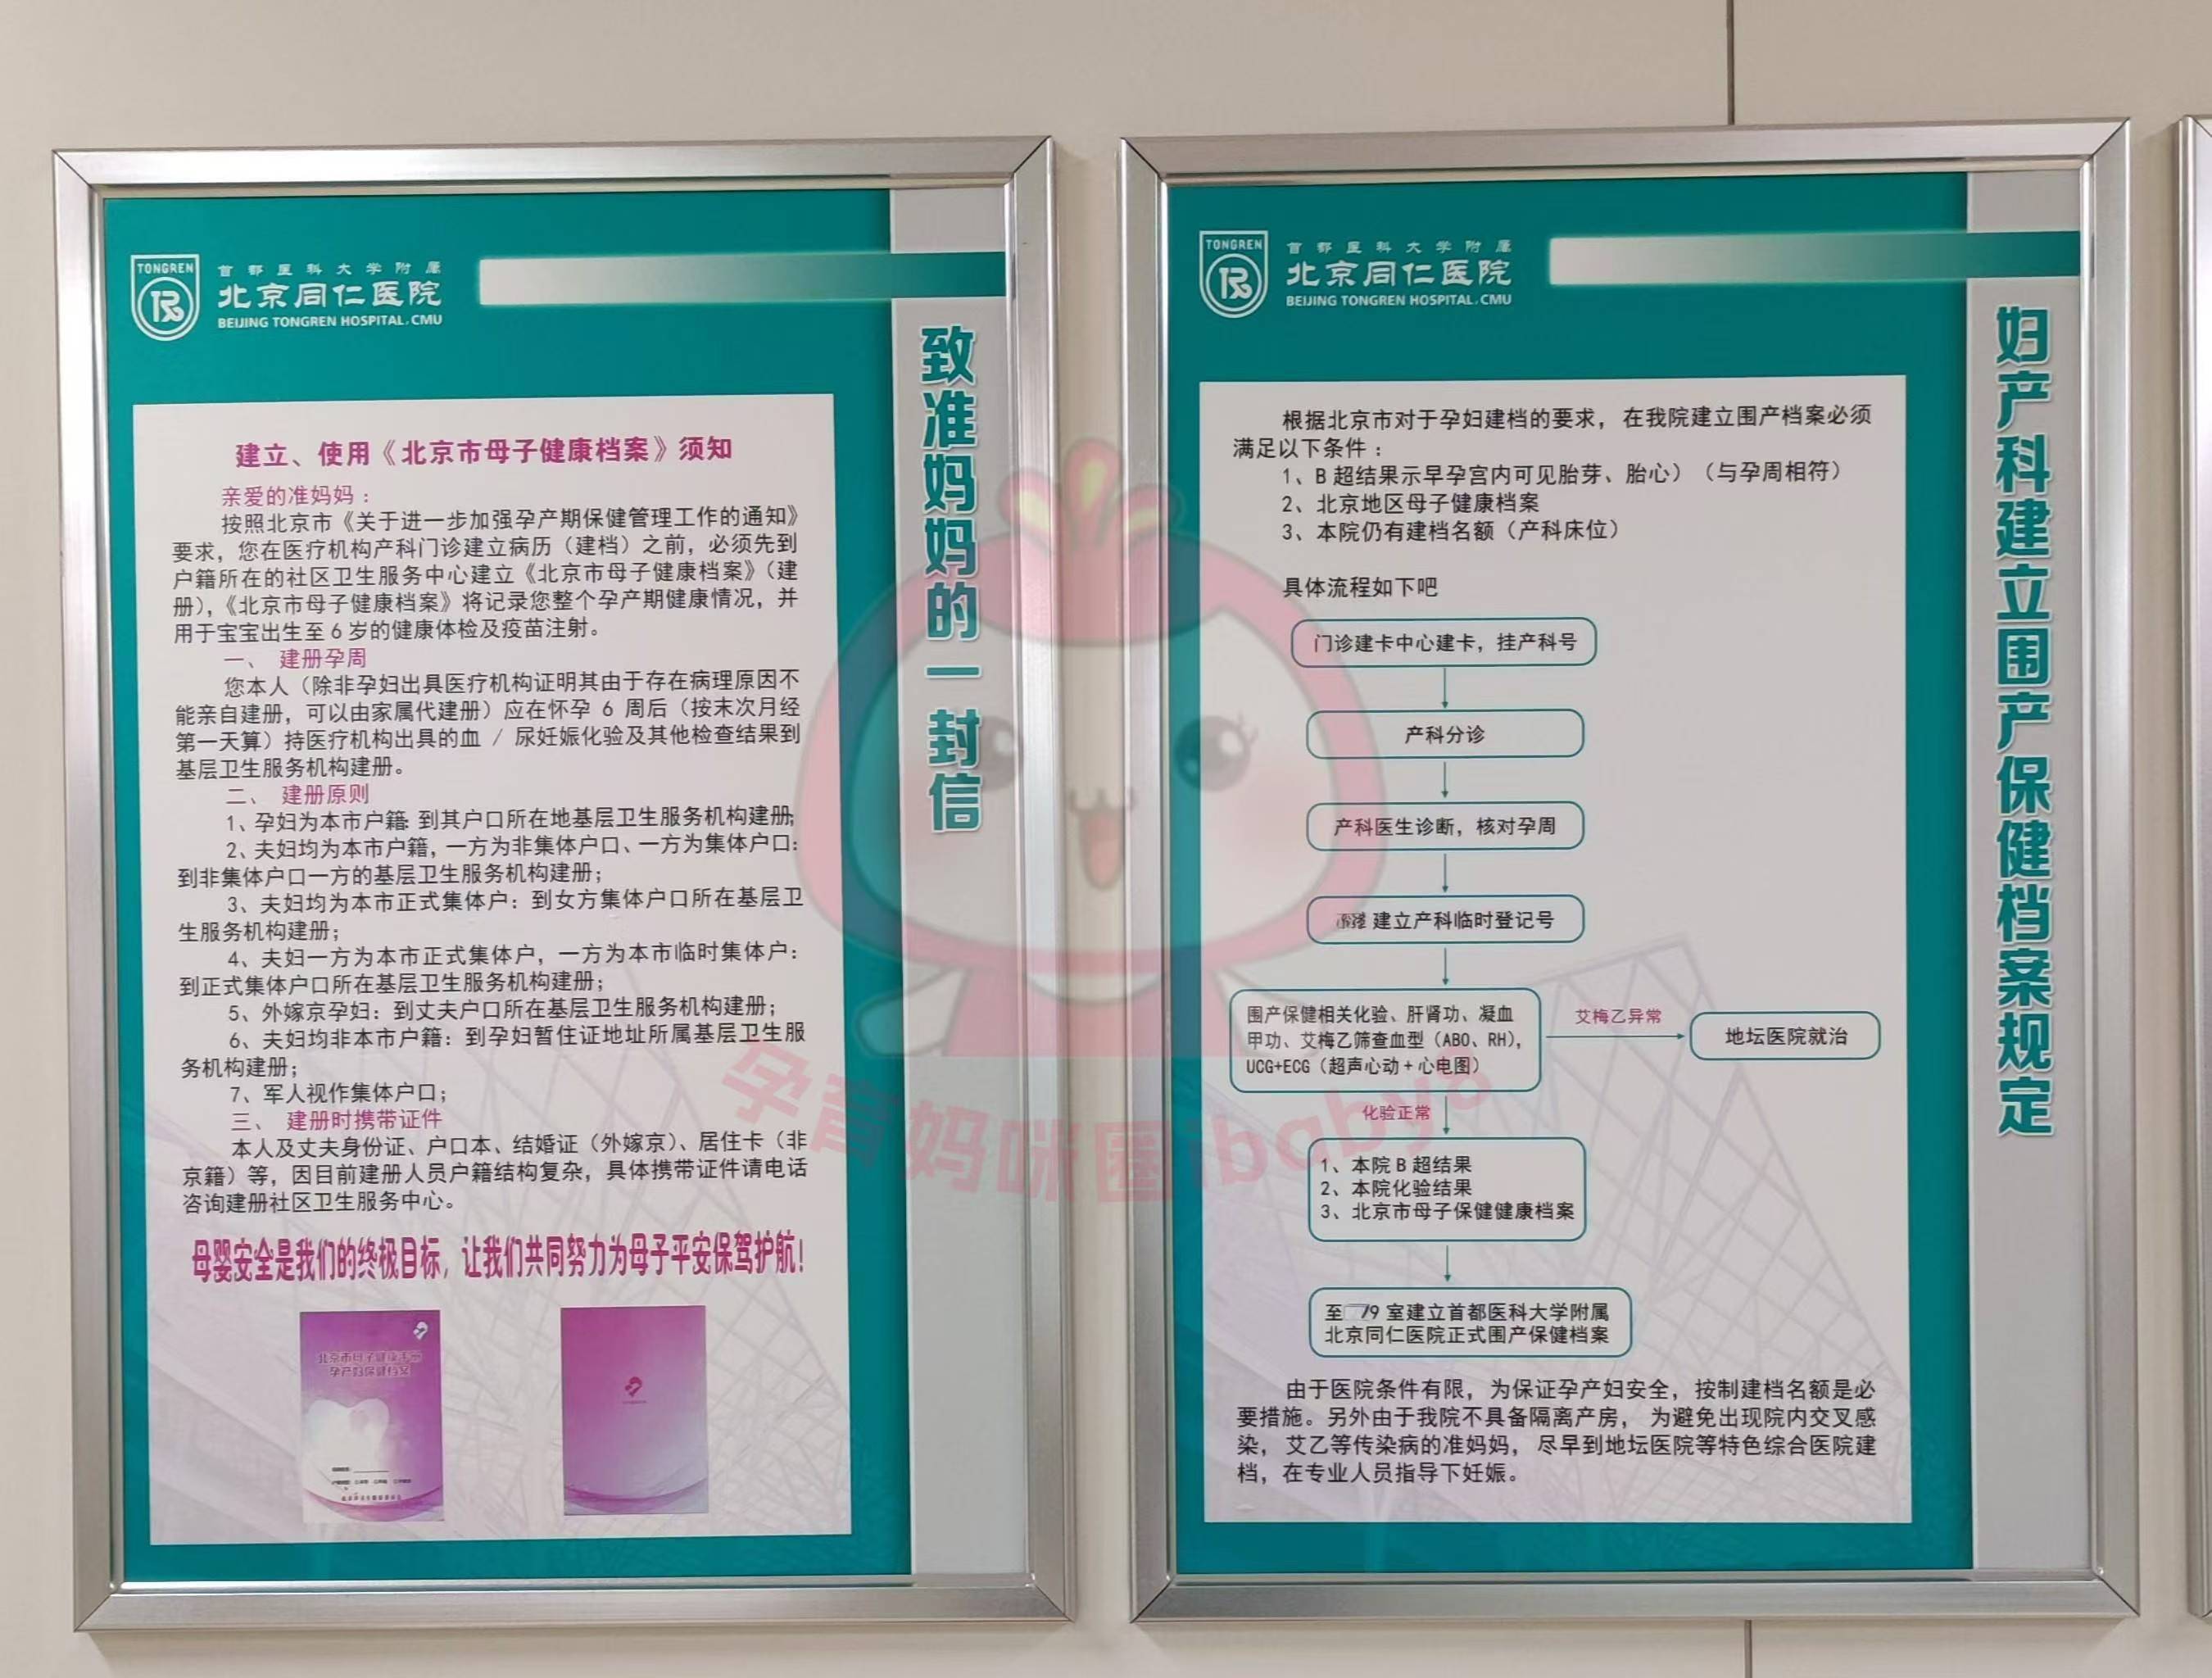 TONGREN
首都医科大学附属
北京同仁医院
BEIJING TONGREN HOSPITAL.CMU
致准妈妈的一封信
建立、使用《北京市母子健康档案》须知
亲爱的准妈妈：
按照北京市《关于进一步加强孕产期保健管理工作的通知》
要求，您在医疗机构产科门诊建立病历（建档）之前，必须先到
户籍所在的社区卫生服务中心建立《北京市母子健康档案》（建
册），《北京市母子健康档案》将记录您整个孕产期健康情况，并
用于宝宝出生至 6 岁的健康体检及疫苗注射。
一、 建册孕周
您本人（除非孕妇出具医疗机构证明其由于存在病理原因不
能亲自建册，可以由家属代建册）应在怀孕 6 周后（按末次月经
第一天算）持医疗机构出具的血 / 尿妊娠化验及其他检查结果到
基层卫生服务机构建册。
二、 建册原则
1、孕妇为本市户籍：到其户口所在地基层卫生服务机构建册；
2、夫妇均为本市户籍，一方为非集体户口、一方为集体户口：
到非集体户口一方的基层卫生服务机构建册；
3、夫妇均为本市正式集体户：到女方集体户口所在基层卫
生服务机构建册；
4、夫妇一方为本市正式集体户，一方为本市临时集体户：
到正式集体户口所在基层卫生服务机构建册；
5、外嫁京孕妇：到丈夫户口所在基层卫生服务机构建册；
6、夫妇均非本市户籍：到孕妇暂住证地址所属基层卫生服
务机构建册；
7、军人视作集体户口；
三、 建册时携带证件
本人及丈夫身份证、户口本、结婚证（外嫁京）、居住卡（非
京籍）等，因目前建册人员户籍结构复杂，具体携带证件请电话
咨询建册社区卫生服务中心。
母婴安全是我们的终极目标，让我们共同努力为母子平安保驾护航！
北京市母子健康手册
孕产妇保健档案
TONGREN
首都医科大学附属
北京同仁医院
BEIJING TONGREN HOSPITAL.CMU
妇产科建立围产保健档案规定
根据北京市对于孕妇建档的要求，在我院建立围产档案必须
满足以下条件：
1、B 超结果示早孕宫内可见胎芽、胎心）（与孕周相符）
2、北京地区母子健康档案
3、本院仍有建档名额（产科床位）
具体流程如下吧
门诊建卡中心建卡，挂产科号
产科分诊
产科医生诊断，核对孕周
建立产科临时登记号
围产保健相关化验、肝肾功、凝血
甲功、艾梅乙筛查血型（ABO、RH），
UCG+ECG（超声心动 + 心电图）
艾梅乙异常
地坛医院就治
化验正常
1、本院 B 超结果
2、本院化验结果
3、北京市母子保健健康档案
至 79 室建立首都医科大学附属
北京同仁医院正式围产保健档案
由于医院条件有限，为保证孕产妇安全，按制建档名额是必
要措施。另外由于我院不具备隔离产房， 为避免出现院内交叉感
染， 艾乙等传染病的准妈妈， 尽早到地坛医院等特色综合医院建
档，在专业人员指导下妊娠。
孕育妈咪圈ibaby8